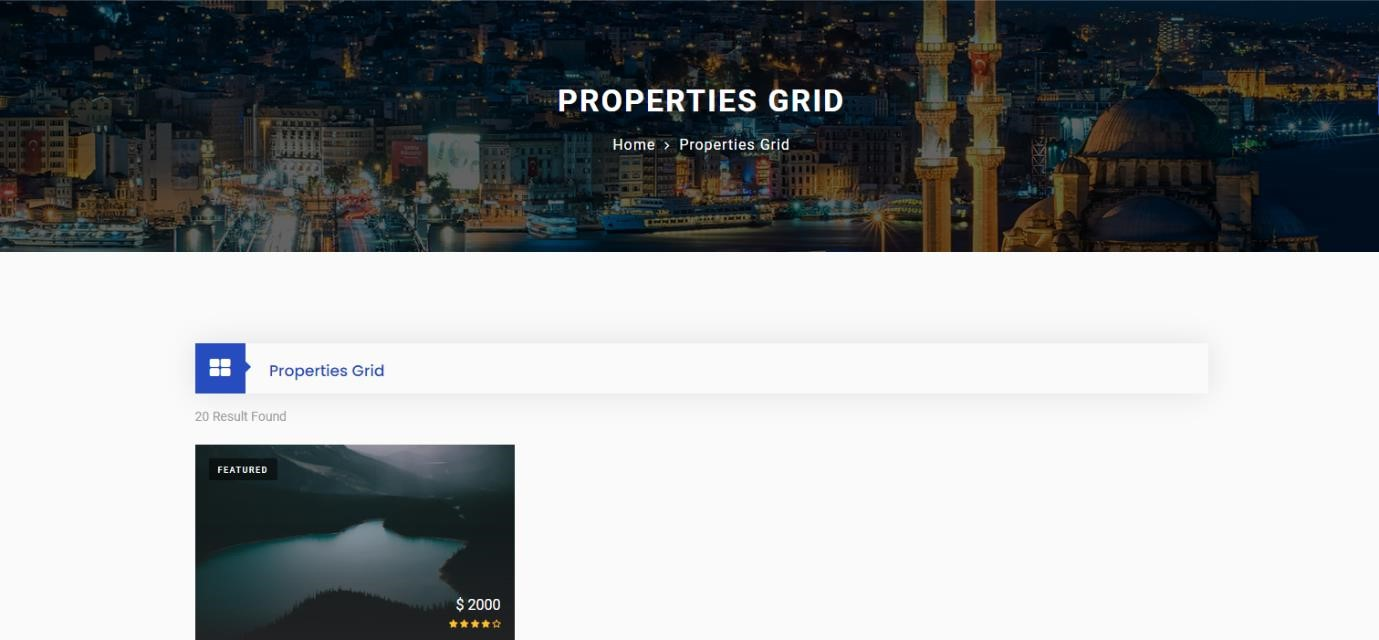 PROPERTIES GRID
Home › Properties Grid
Properties Grid
20 Result Found
FEATURED
$ 2000